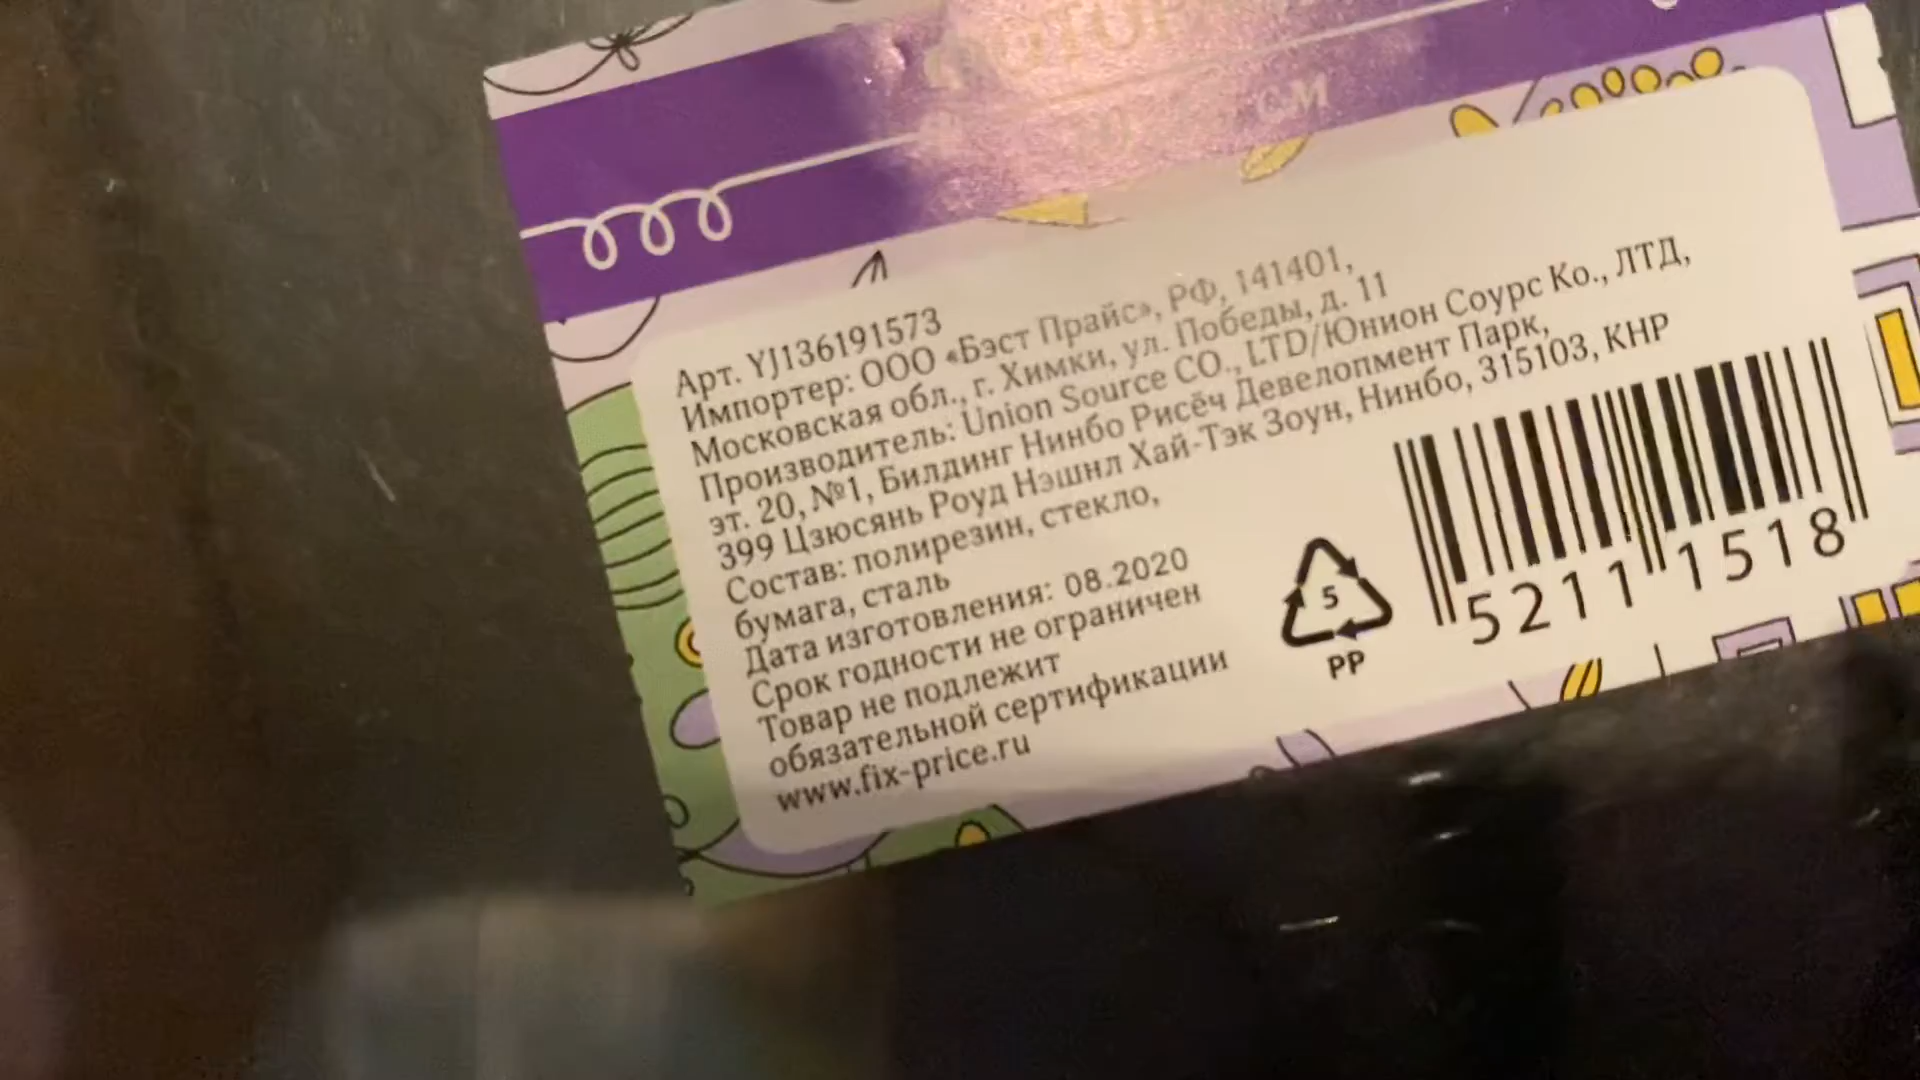 см
Арт. YJ136191573
Импортер: ООО «Бэст Прайс», РФ, 141401,
Московская обл., г. Химки, ул. Победы, д. 11
Производитель: Union Source CO., LTD/Юнион Соурс Ко., ЛТД,
эт. 20, №1, Билдинг Нинбо Рисёч Девелопмент Парк,
399 Цзюсянь Роуд Нэшнл Хай-Тэк Зоун, Нинбо, 315103, КНР
Состав: полирезин, стекло,
бумага, сталь
Дата изготовления: 08.2020
Срок годности не ограничен
Товар не подлежит
обязательной сертификации
www.fix-price.ru
5
PP
5211 1518